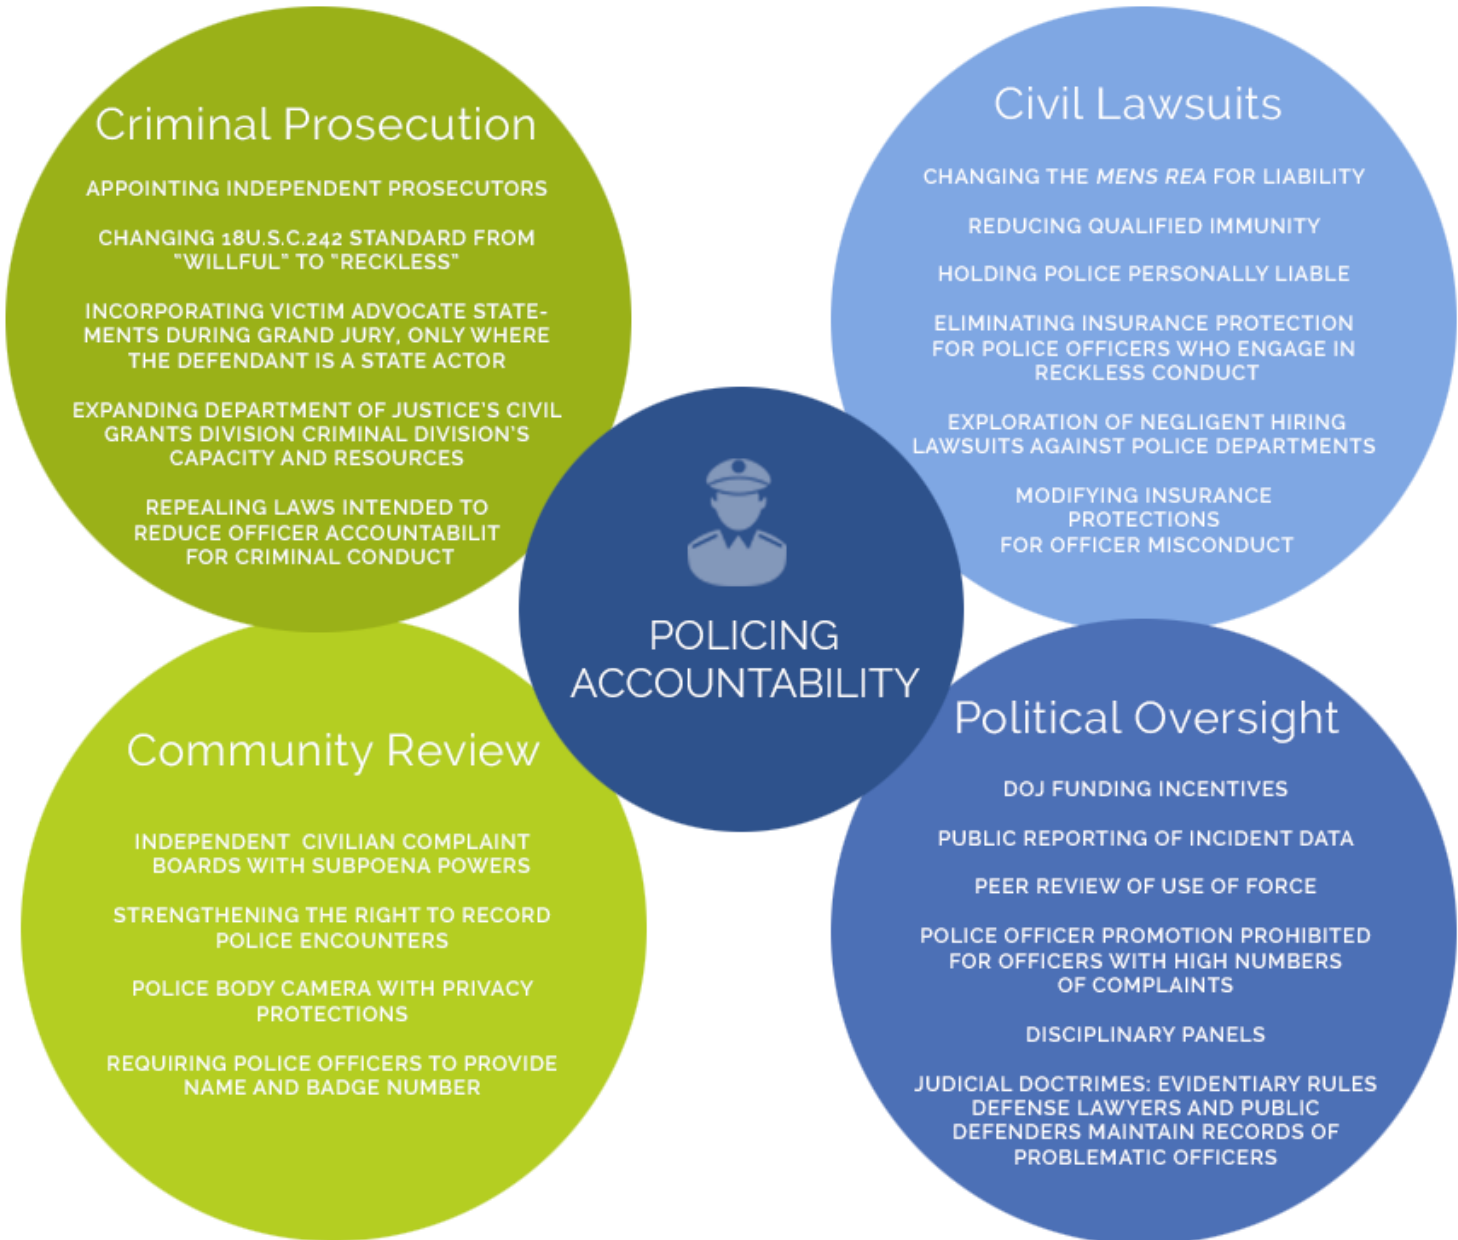 Criminal Prosecution
APPOINTING INDEPENDENT PROSECUTORS
CHANGING 18U.S.C.242 STANDARD FROM
"WILLFUL" TO "RECKLESS"
INCORPORATING VICTIM ADVOCATE STATE-
MENTS DURING GRAND JURY, ONLY WHERE
THE DEFENDANT IS A STATE ACTOR
EXPANDING DEPARTMENT OF JUSTICE'S CIVIL
GRANTS DIVISION CRIMINAL DIVISION'S
CAPACITY AND RESOURCES
REPEALING LAWS INTENDED TO
REDUCE OFFICER ACCOUNTABILIT
FOR CRIMINAL CONDUCT
Civil Lawsuits
CHANGING THE MENS REA FOR LIABILITY
REDUCING QUALIFIED IMMUNITY
HOLDING POLICE PERSONALLY LIABLE
ELIMINATING INSURANCE PROTECTION
FOR POLICE OFFICERS WHO ENGAGE IN
RECKLESS CONDUCT
EXPLORATION OF NEGLIGENT HIRING
LAWSUITS AGAINST POLICE DEPARTMENTS
MODIFYING INSURANCE
PROTECTIONS
FOR OFFICER MISCONDUCT
POLICING
ACCOUNTABILITY
Community Review
INDEPENDENT CIVILIAN COMPLAINT
BOARDS WITH SUBPOENA POWERS
STRENGTHENING THE RIGHT TO RECORD
POLICE ENCOUNTERS
POLICE BODY CAMERA WITH PRIVACY
PROTECTIONS
REQUIRING POLICE OFFICERS TO PROVIDE
NAME AND BADGE NUMBER
Political Oversight
DOJ FUNDING INCENTIVES
PUBLIC REPORTING OF INCIDENT DATA
PEER REVIEW OF USE OF FORCE
POLICE OFFICER PROMOTION PROHIBITED
FOR OFFICERS WITH HIGH NUMBERS
OF COMPLAINTS
DISCIPLINARY PANELS
JUDICIAL DOCTRIMES: EVIDENTIARY RULES
DEFENSE LAWYERS AND PUBLIC
DEFENDERS MAINTAIN RECORDS OF
PROBLEMATIC OFFICERS